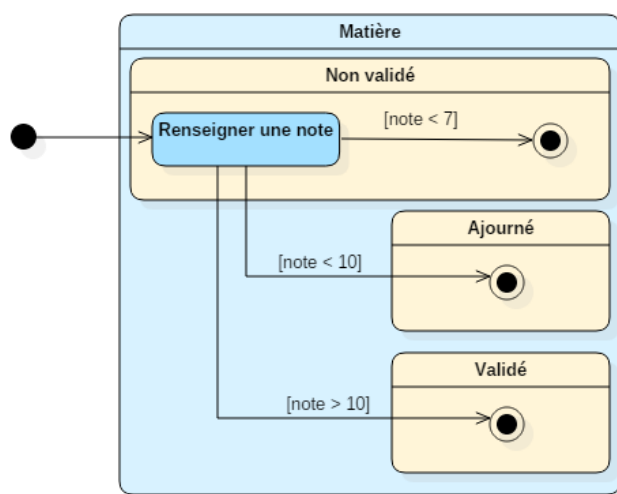 Matière
Non validé
Renseigner une note
[note < 7]
Ajourné
[note < 10]
Validé
[note > 10]